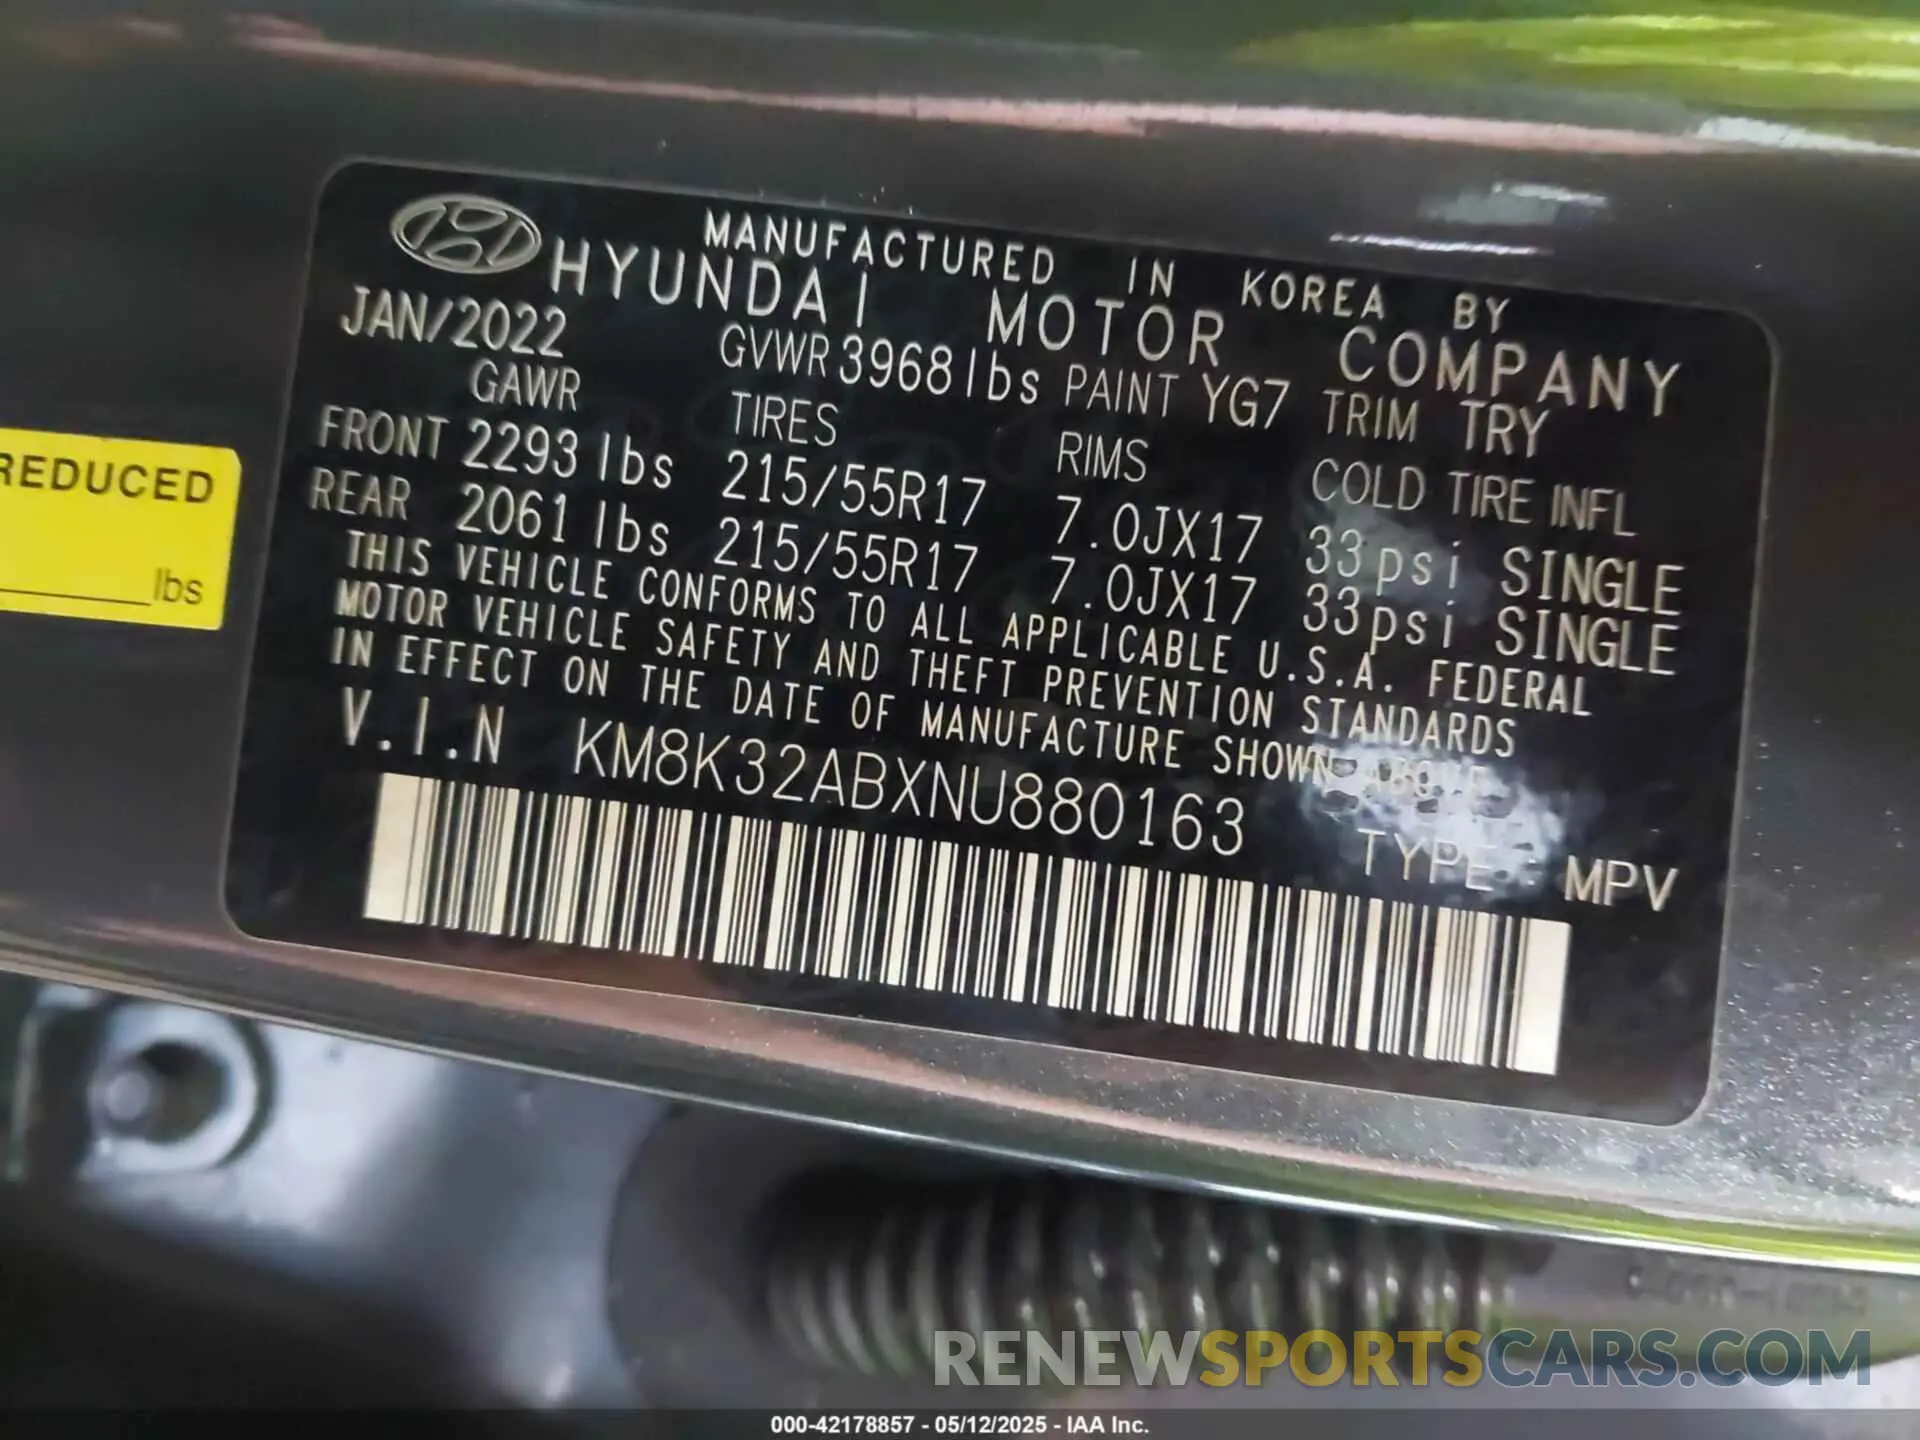 MANUFACTURED IN KOREA BY
HYUNDAI MOTOR COMPANY
JAN/2022 GVWR 3968 lbs PAINT YG7 TRIM TRY
GAWR TIRES RIMS COLD TIRE INFL
FRONT 2293 lbs 215/55R17 7.0JX17 33psi SINGLE
REAR 2061 lbs 215/55R17 7.0JX17 33psi SINGLE
THIS VEHICLE CONFORMS TO ALL APPLICABLE U.S.A. FEDERAL
MOTOR VEHICLE SAFETY AND THEFT PREVENTION STANDARDS
IN EFFECT ON THE DATE OF MANUFACTURE SHOWN ABOVE
V.I.N KM8K32ABXNU880163
TYPE : MPV
REDUCED
lbs
RENEWSPORTSCARS.COM
000-42178857 - 05/12/2025 - IAA Inc.